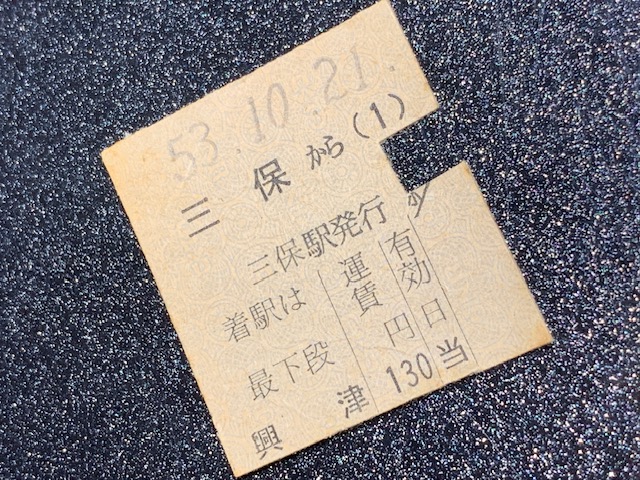 53.10.21.
三保から(1)
三保駅発行
着駅は
最下段
運賃
円
有効
日
興津
130
当